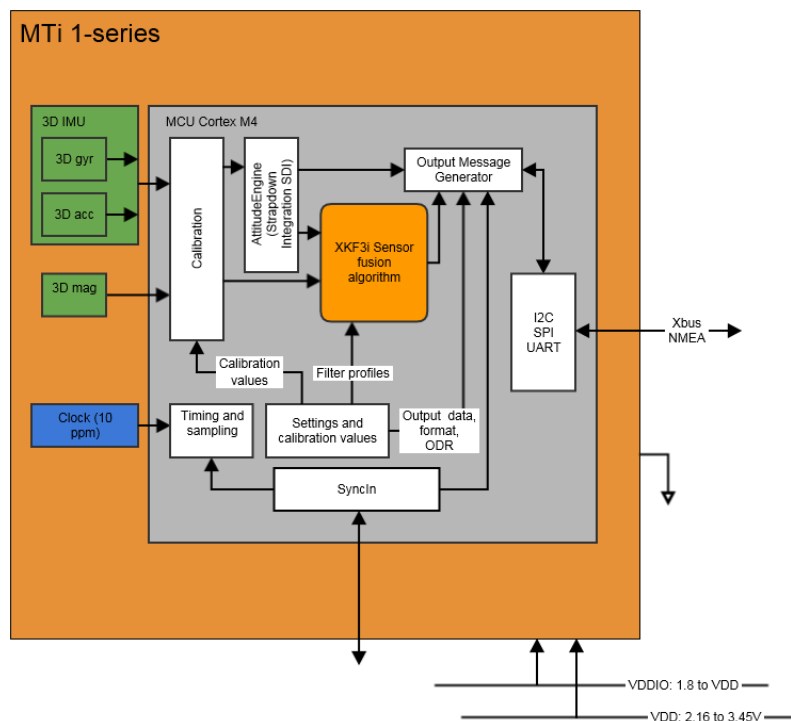 MTi 1-series
3D IMU
3D gyr
3D acc
3D mag
Clock (10
ppm)
MCU Cortex M4
Calibration
AttitudeEngine
(Strapdown
Integration SDI)
Output Message
Generator
XKF3i Sensor
fusion
algorithm
I2C
SPI
UART
Xbus
NMEA
Calibration
values
Filter profiles
Timing and
sampling
Settings and
calibration values
Output data,
format,
ODR
SyncIn
VDDIO: 1.8 to VDD
VDD: 2.16 to 3.45V